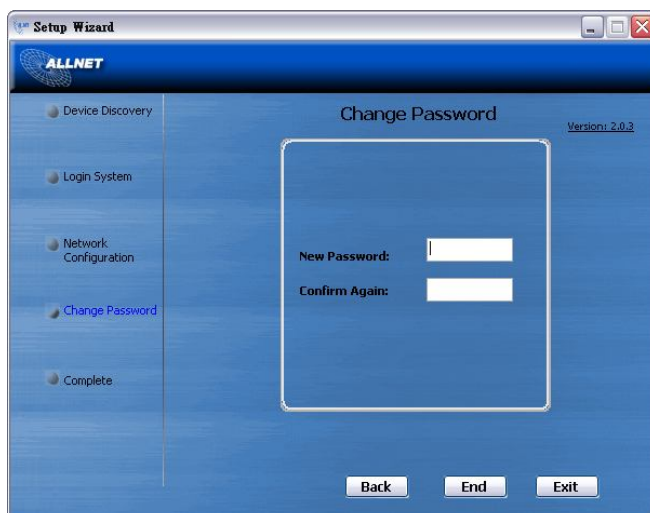 Setup Wizard
ALLNET
Device Discovery
Login System
Network
Configuration
Change Password
Complete
Change Password
Version: 2.0.3
New Password:
Confirm Again:
Back End Exit